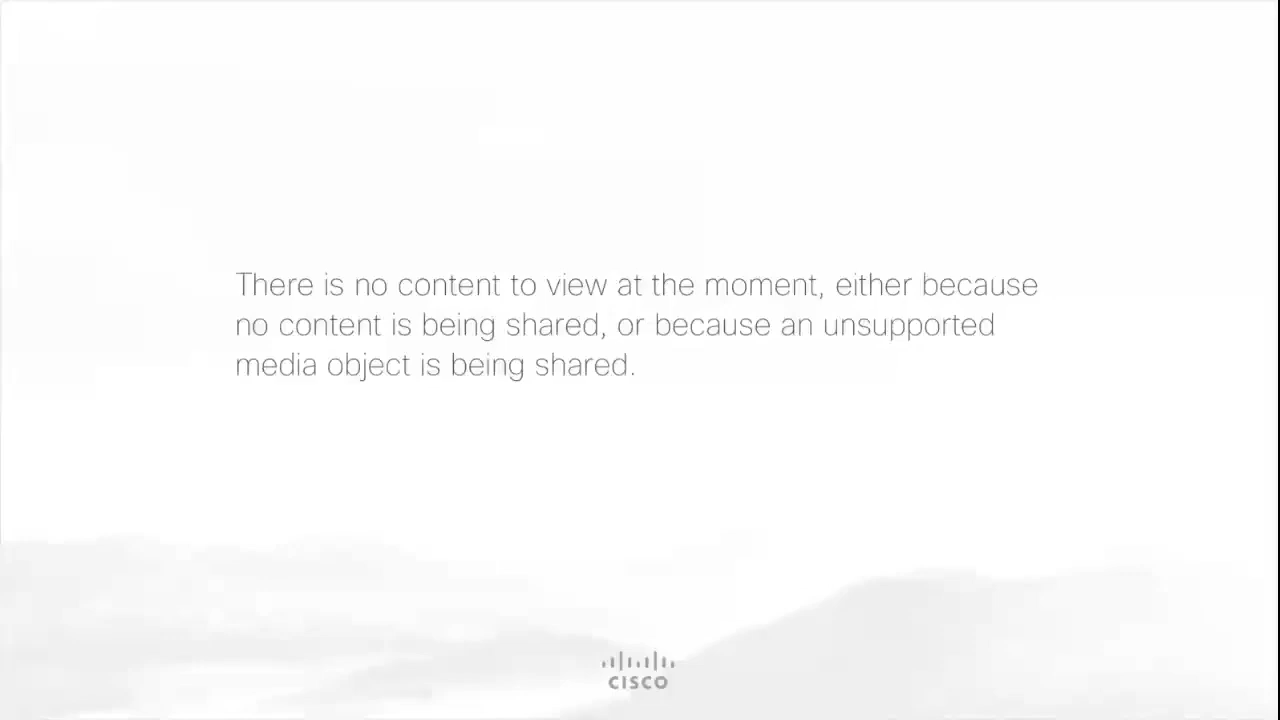 There is no content to view at the moment, either because
no content is being shared, or because an unsupported
media object is being shared.
CISCO